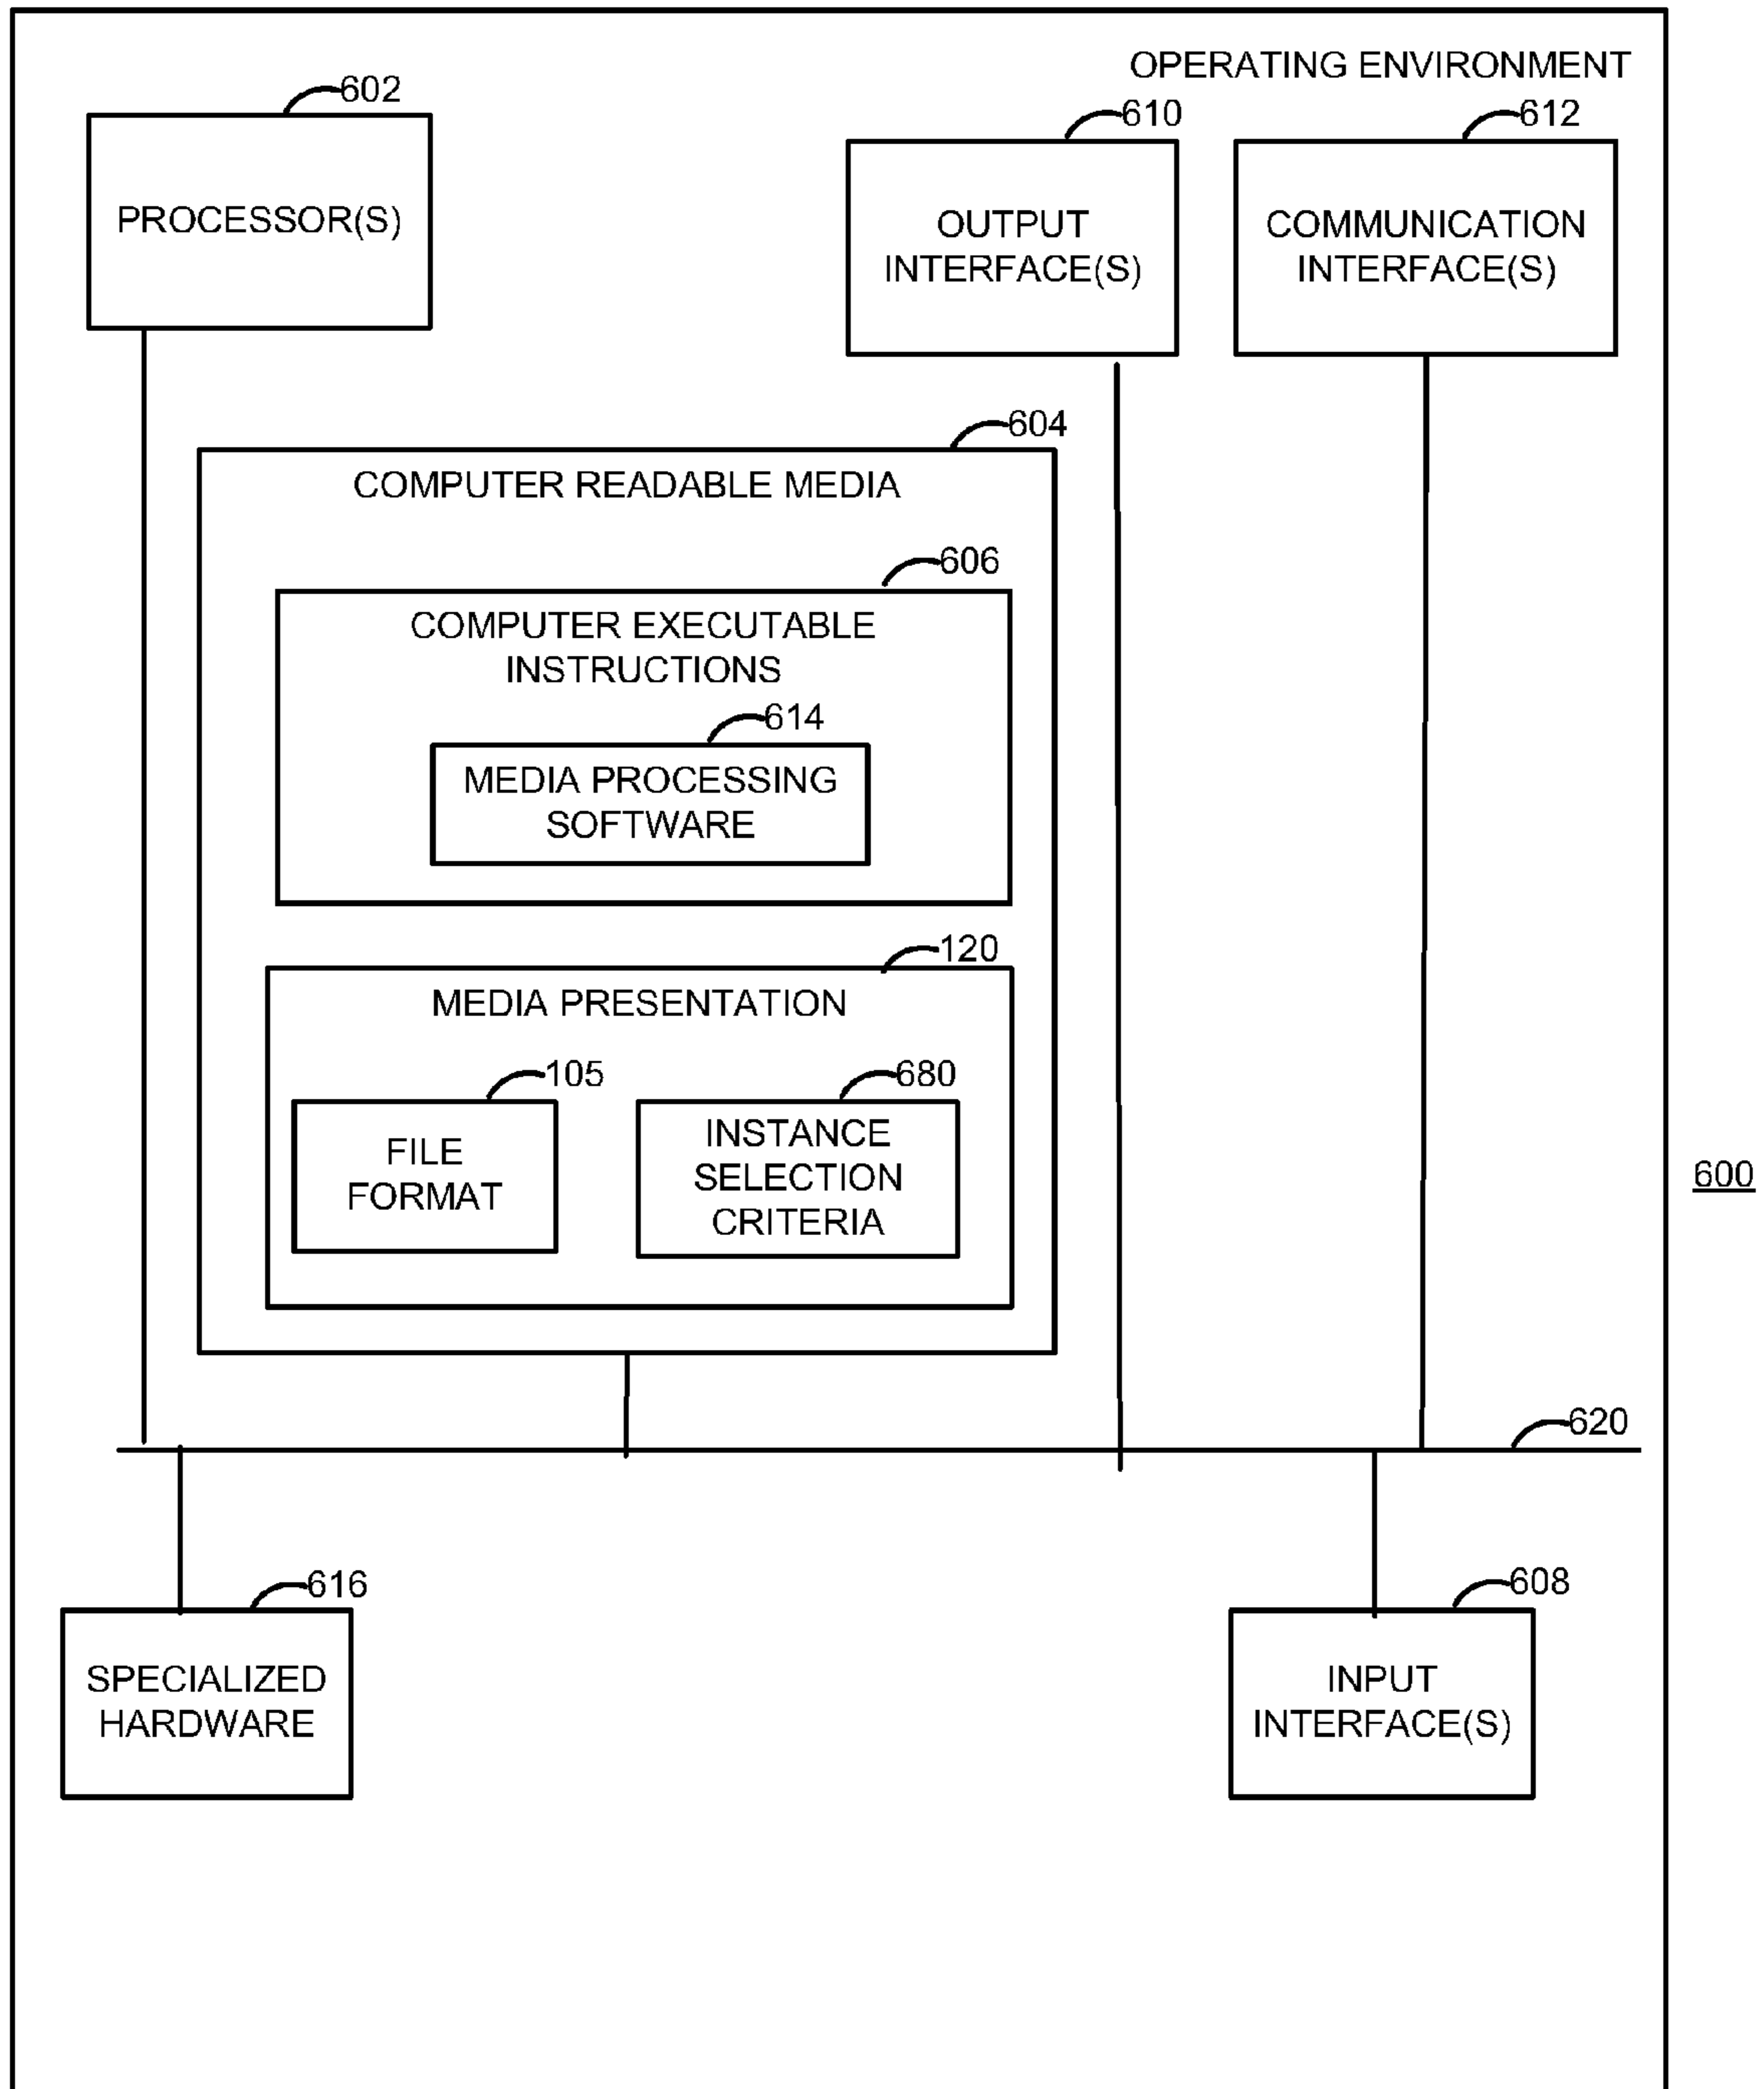 OPERATING ENVIRONMENT
602
PROCESSOR(S)
610
OUTPUT
INTERFACE(S)
612
COMMUNICATION
INTERFACE(S)
604
COMPUTER READABLE MEDIA
606
COMPUTER EXECUTABLE
INSTRUCTIONS
614
MEDIA PROCESSING
SOFTWARE
120
MEDIA PRESENTATION
105
FILE
FORMAT
680
INSTANCE
SELECTION
CRITERIA
600
620
616
SPECIALIZED
HARDWARE
608
INPUT
INTERFACE(S)